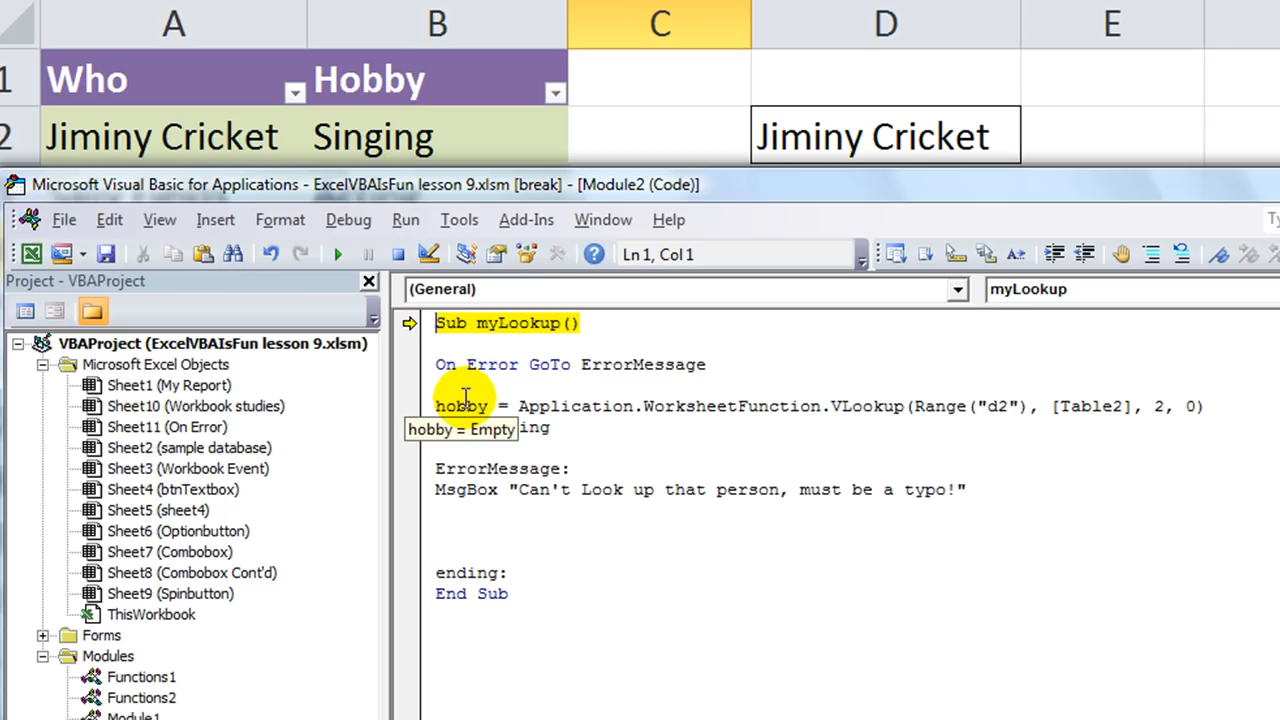 A B C D E
1 Who Hobby
2 Jiminy Cricket Singing Jiminy Cricket
Microsoft Visual Basic for Applications - ExcelVBAIsFun lesson 9.xlsm [break] - [Module2 (Code)]
File Edit View Insert Format Debug Run Tools Add-Ins Window Help
Ln 1, Col 1
Project - VBAProject
(General) myLookup
VBAProject (ExcelVBAIsFun lesson 9.xlsm)
Microsoft Excel Objects
Sheet1 (My Report)
Sheet10 (Workbook studies)
Sheet11 (On Error)
Sheet2 (sample database)
Sheet3 (Workbook Event)
Sheet4 (btnTextbox)
Sheet5 (sheet4)
Sheet6 (Optionbutton)
Sheet7 (Combobox)
Sheet8 (Combobox Cont'd)
Sheet9 (Spinbutton)
ThisWorkbook
Forms
Modules
Functions1
Functions2
Module1
Sub myLookup()
On Error GoTo ErrorMessage
hobby = Application.WorksheetFunction.VLookup(Range("d2"), [Table2], 2, 0)
hobby = Empty ing
ErrorMessage:
MsgBox "Can't Look up that person, must be a typo!"
ending:
End Sub